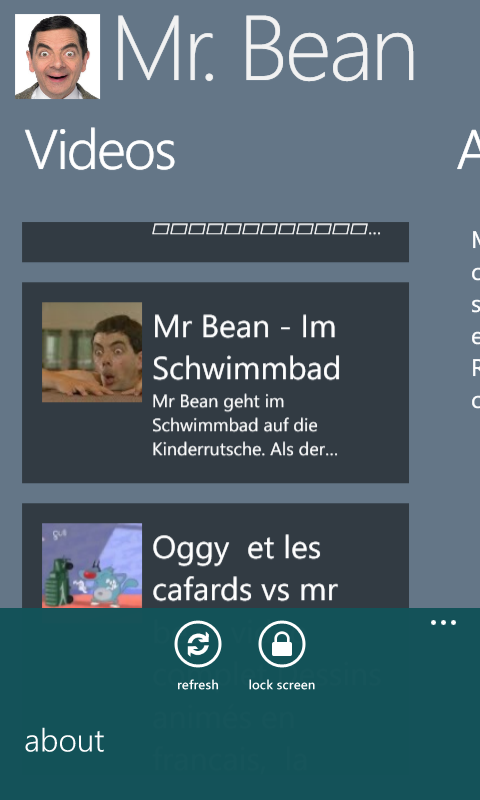 Mr. Bean
Videos
A
...
Mr Bean - Im
Schwimmbad
Mr Bean geht im
Schwimmbad auf die
Kinderrutsche. Als der...
Oggy et les
cafards vs mr
refresh
lock screen
about